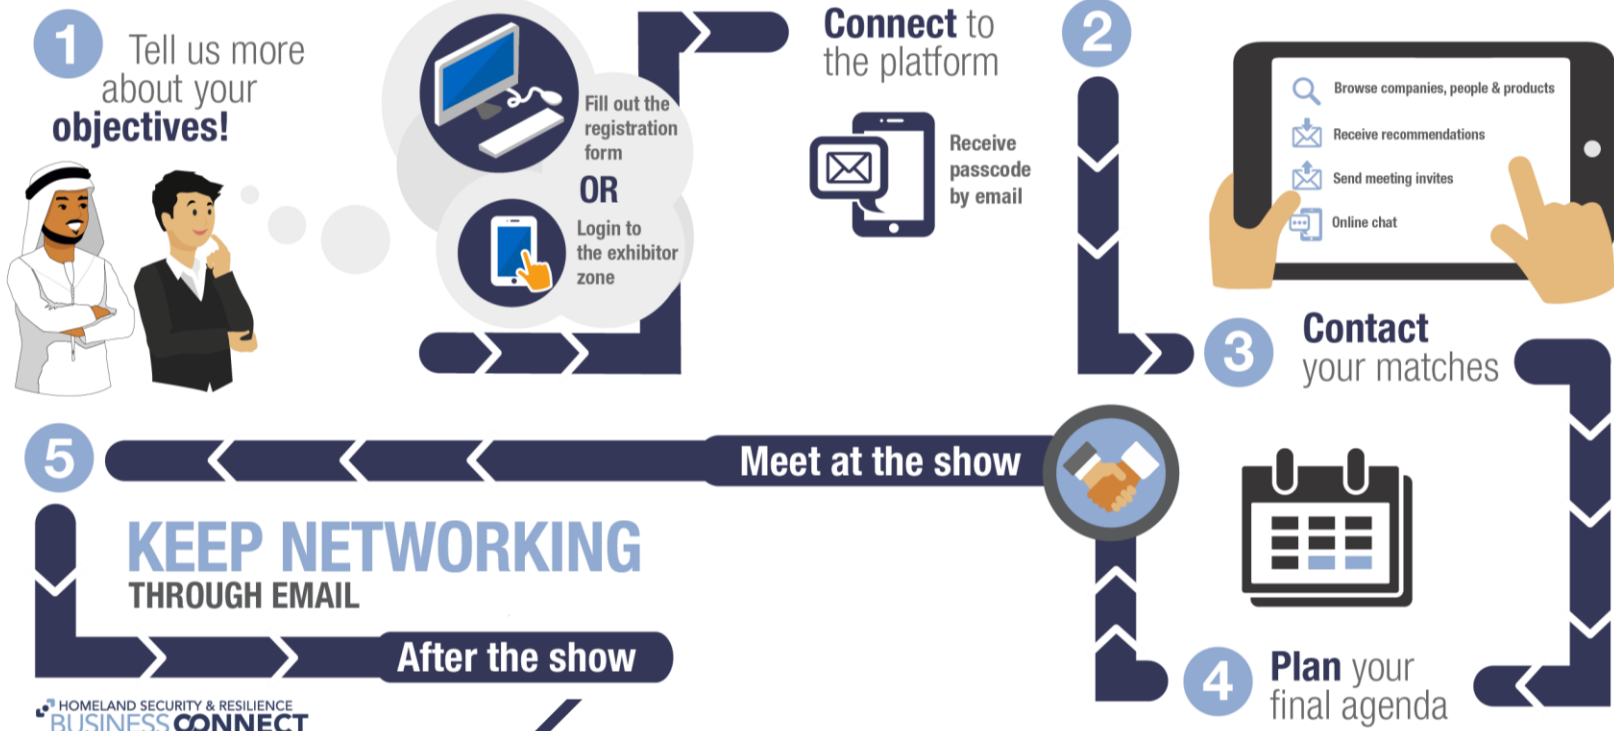 1
Tell us more
about your
objectives!
Fill out the
registration
form
OR
Login to
the exhibitor
zone
Connect to
the platform
Receive
passcode
by email
2
Browse companies, people & products
Receive recommendations
Send meeting invites
Online chat
3
Contact
your matches
4
Plan your
final agenda
Meet at the show
5
KEEP NETWORKING
THROUGH EMAIL
After the show
HOMELAND SECURITY & RESILIENCE
BUSINESS CONNECT